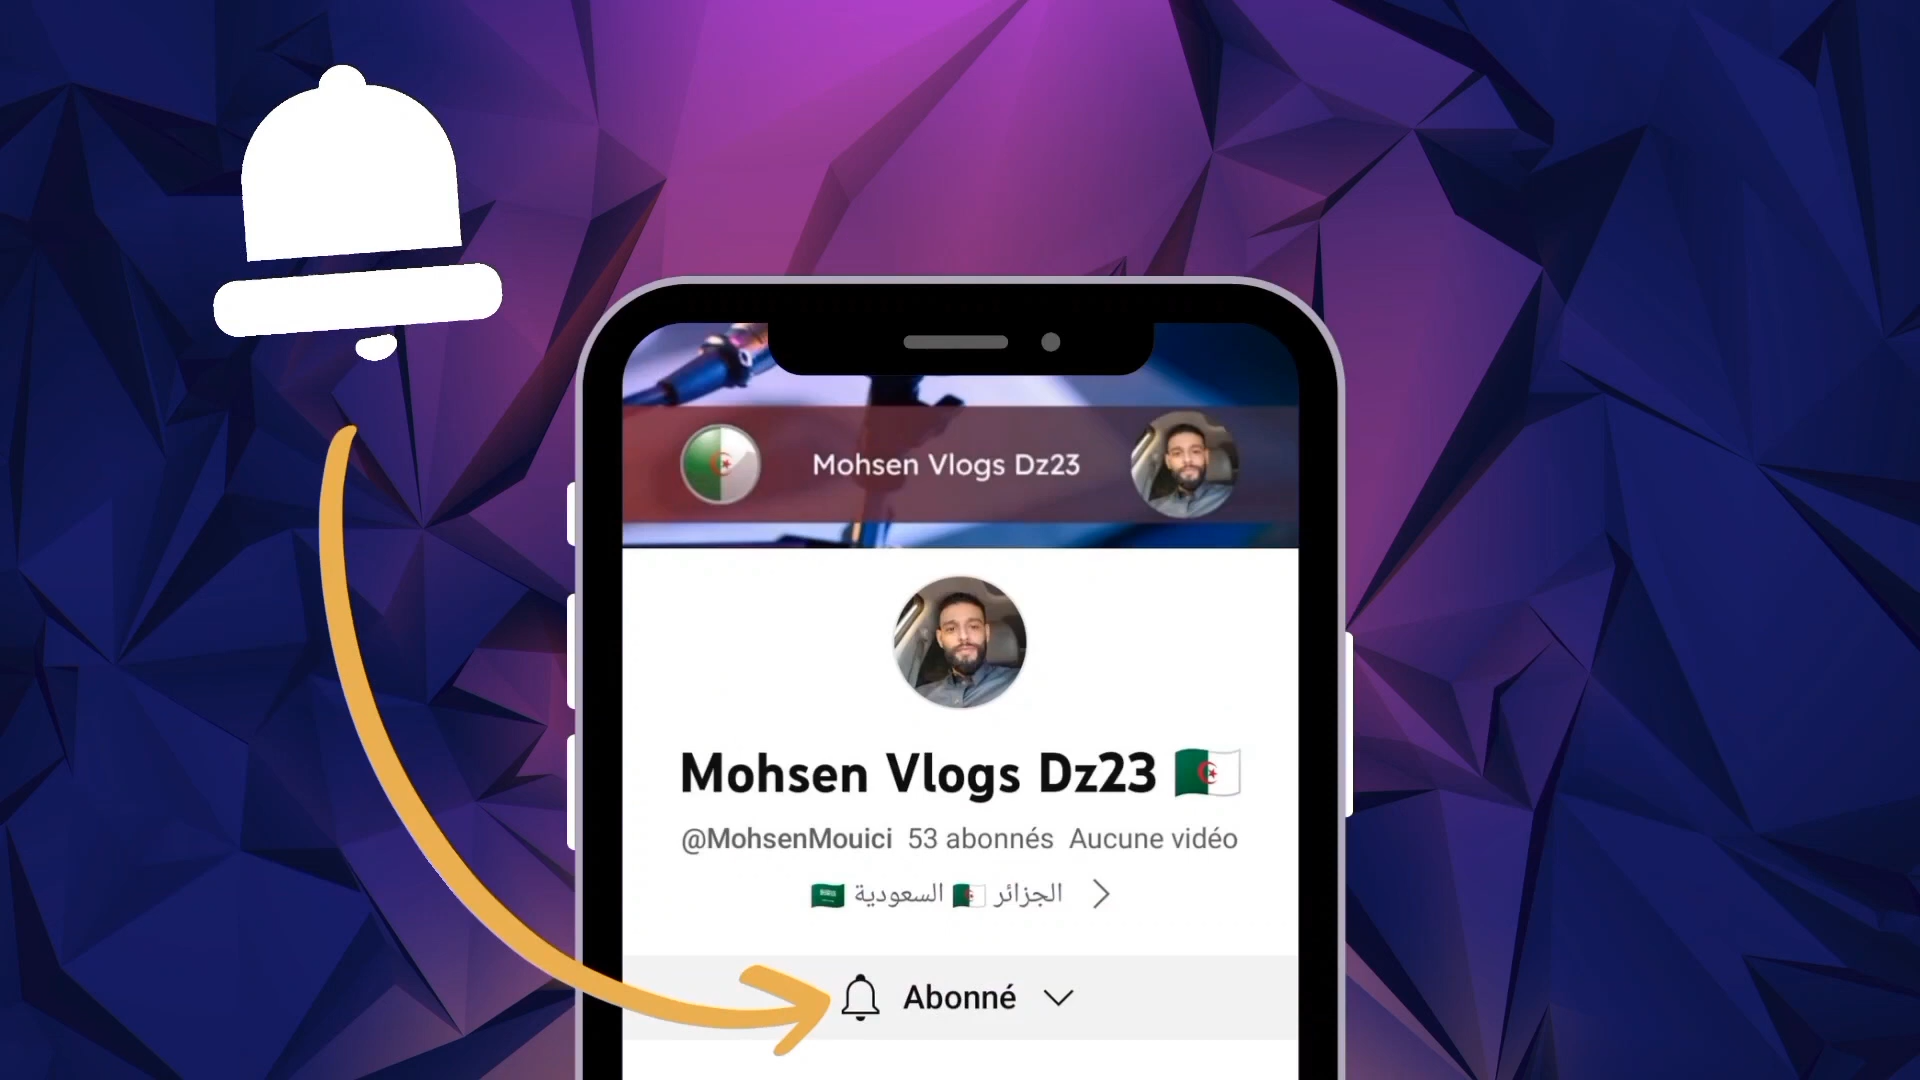 Mohsen Vlogs Dz23
Mohsen Vlogs Dz23 🇩🇿
@MohsenMouici 53 abonnés Aucune vidéo
الجزائر 🇩🇿 السعودية 🇸🇦
Abonné